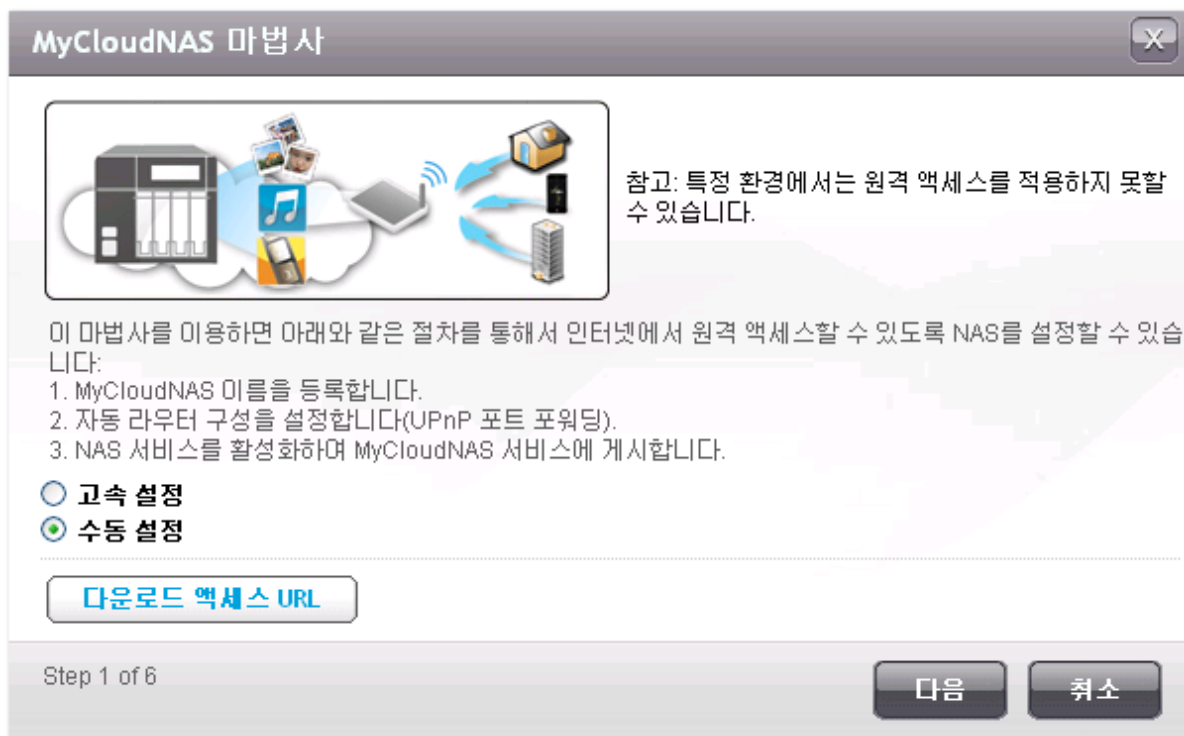 MyCloudNAS 마법사
X
참고: 특정 환경에서는 원격 액세스를 적용하지 못할
수 있습니다.
이 마법사를 이용하면 아래와 같은 절차를 통해서 인터넷에서 원격 액세스할 수 있도록 NAS를 설정할 수 있습
니다:
1. MyCloudNAS 이름을 등록합니다.
2. 자동 라우터 구성을 설정합니다(UPnP 포트 포워딩).
3. NAS 서비스를 활성화하며 MyCloudNAS 서비스에 게시합니다.
고속 설정
수동 설정
다운로드 액세스 URL
Step 1 of 6
다음
취소